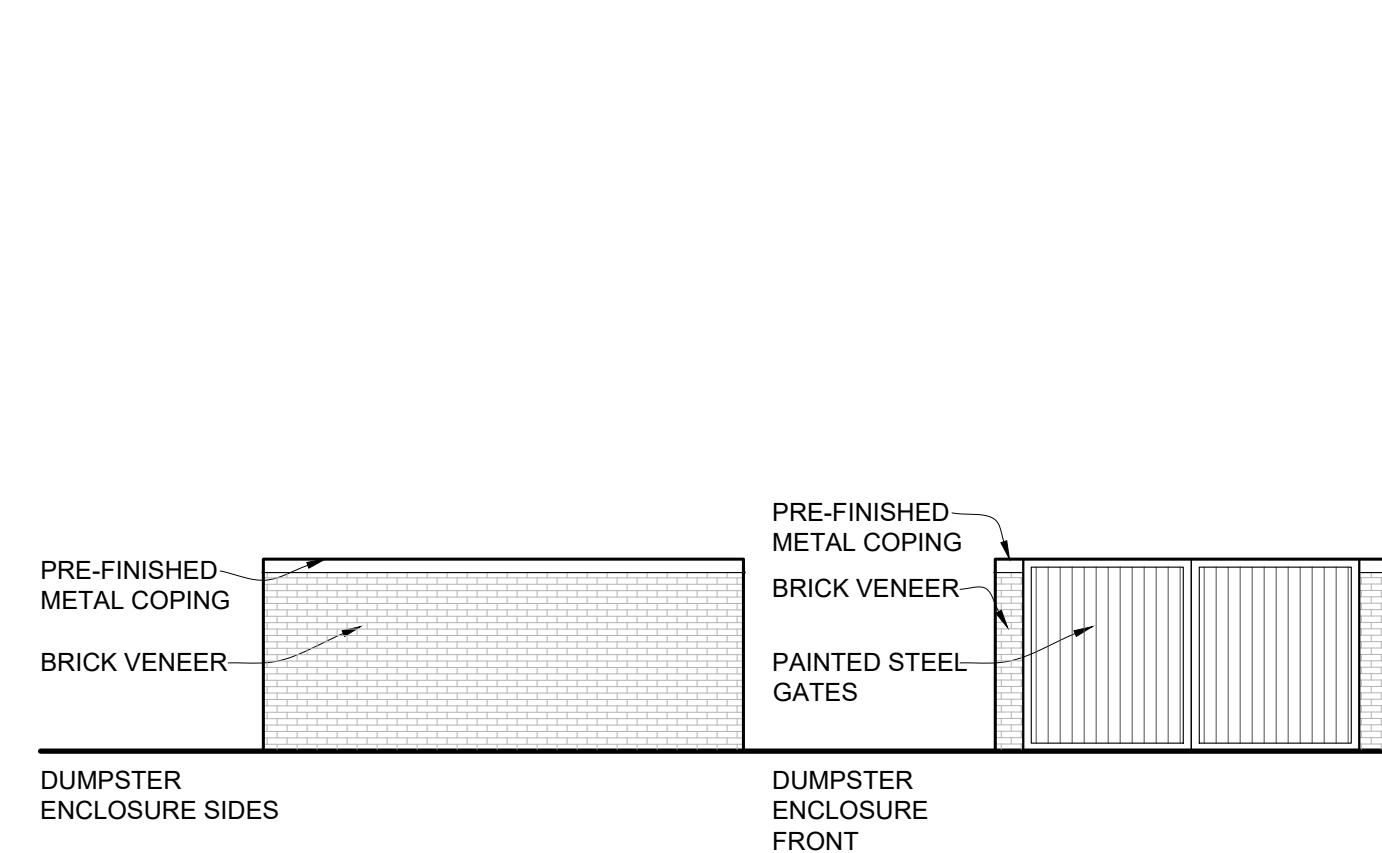 PRE-FINISHED
METAL COPING
BRICK VENEER
DUMPSTER
ENCLOSURE SIDES
PRE-FINISHED
METAL COPING
BRICK VENEER
PAINTED STEEL
GATES
DUMPSTER
ENCLOSURE
FRONT